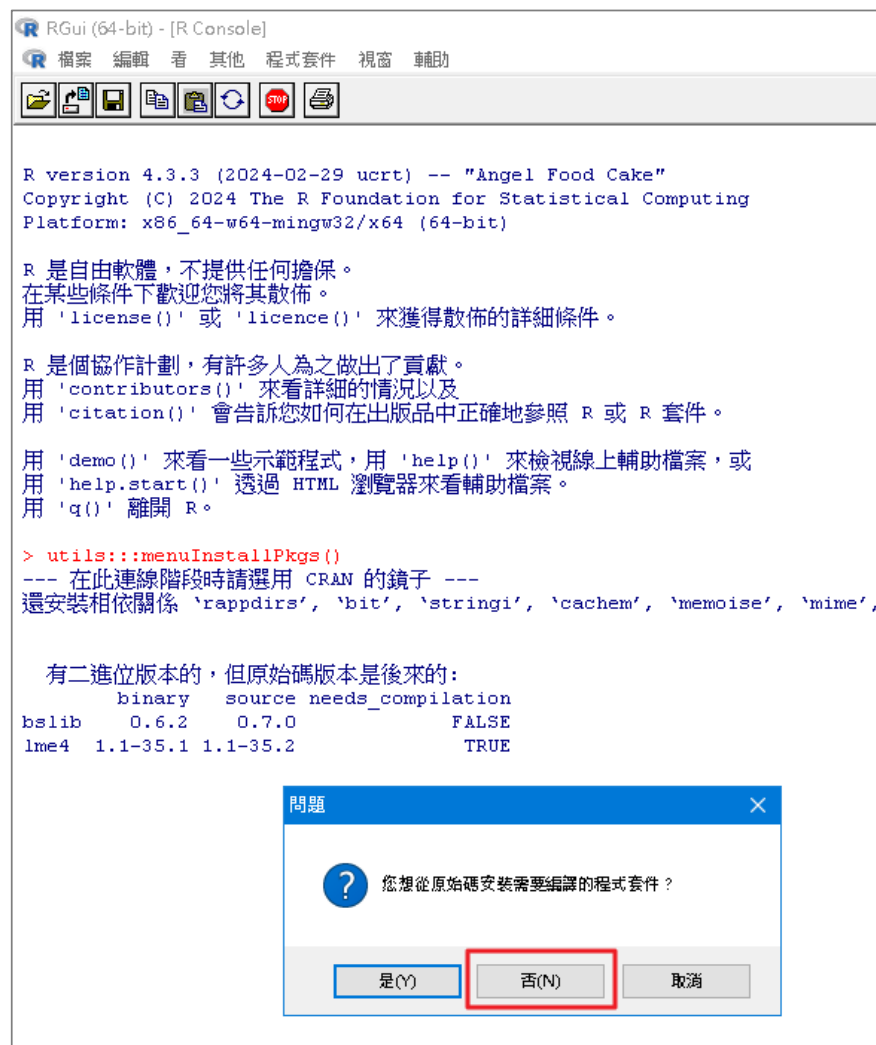 RGui (64-bit) - [R Console]
檔案 編輯 看 其他 程式套件 視窗 輔助
STOP
R version 4.3.3 (2024-02-29 ucrt) -- "Angel Food Cake"
Copyright (C) 2024 The R Foundation for Statistical Computing
Platform: x86_64-w64-mingw32/x64 (64-bit)
R 是自由軟體，不提供任何擔保。
在某些條件下歡迎您將其散佈。
用 'license()' 或 'licence()' 來獲得散佈的詳細條件。
R 是個協作計劃，有許多人為之做出了貢獻。
用 'contributors()' 來看詳細的情況以及
用 'citation()' 會告訴您如何在出版品中正確地參照 R 或 R 套件。
用 'demo()' 來看一些示範程式，用 'help()' 來檢視線上輔助檔案，或
用 'help.start()' 透過 HTML 瀏覽器來看輔助檔案。
用 'q()' 離開 R。
> utils:::menuInstallPkgs()
--- 在此連線階段時請選用 CRAN 的鏡子 ---
還安裝相依關係 ‘rappdirs’, ‘bit’, ‘stringi’, ‘cachem’, ‘memoise’, ‘mime’,
有二進位版本的，但原始碼版本是後來的:
binary source needs_compilation
bslib 0.6.2 0.7.0 FALSE
lme4 1.1-35.1 1.1-35.2 TRUE
問題
您想從原始碼安裝需要編譯的程式套件？
是(Y) 否(N) 取消